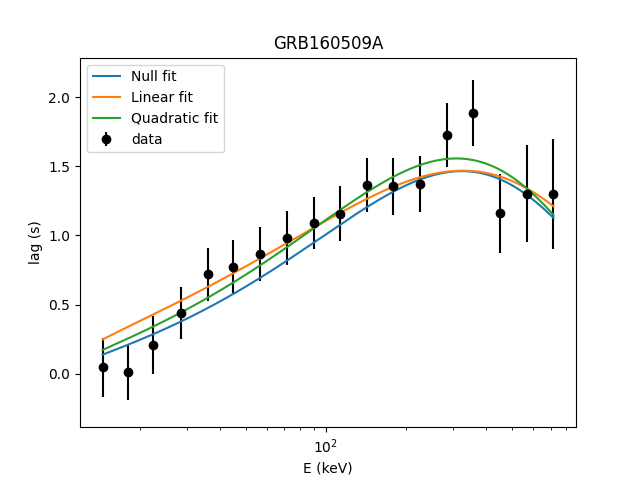 GRB160509A
Null fit
Linear fit
Quadratic fit
data
2.0
1.5
1.0
0.5
0.0
lag (s)
10²
E (keV)